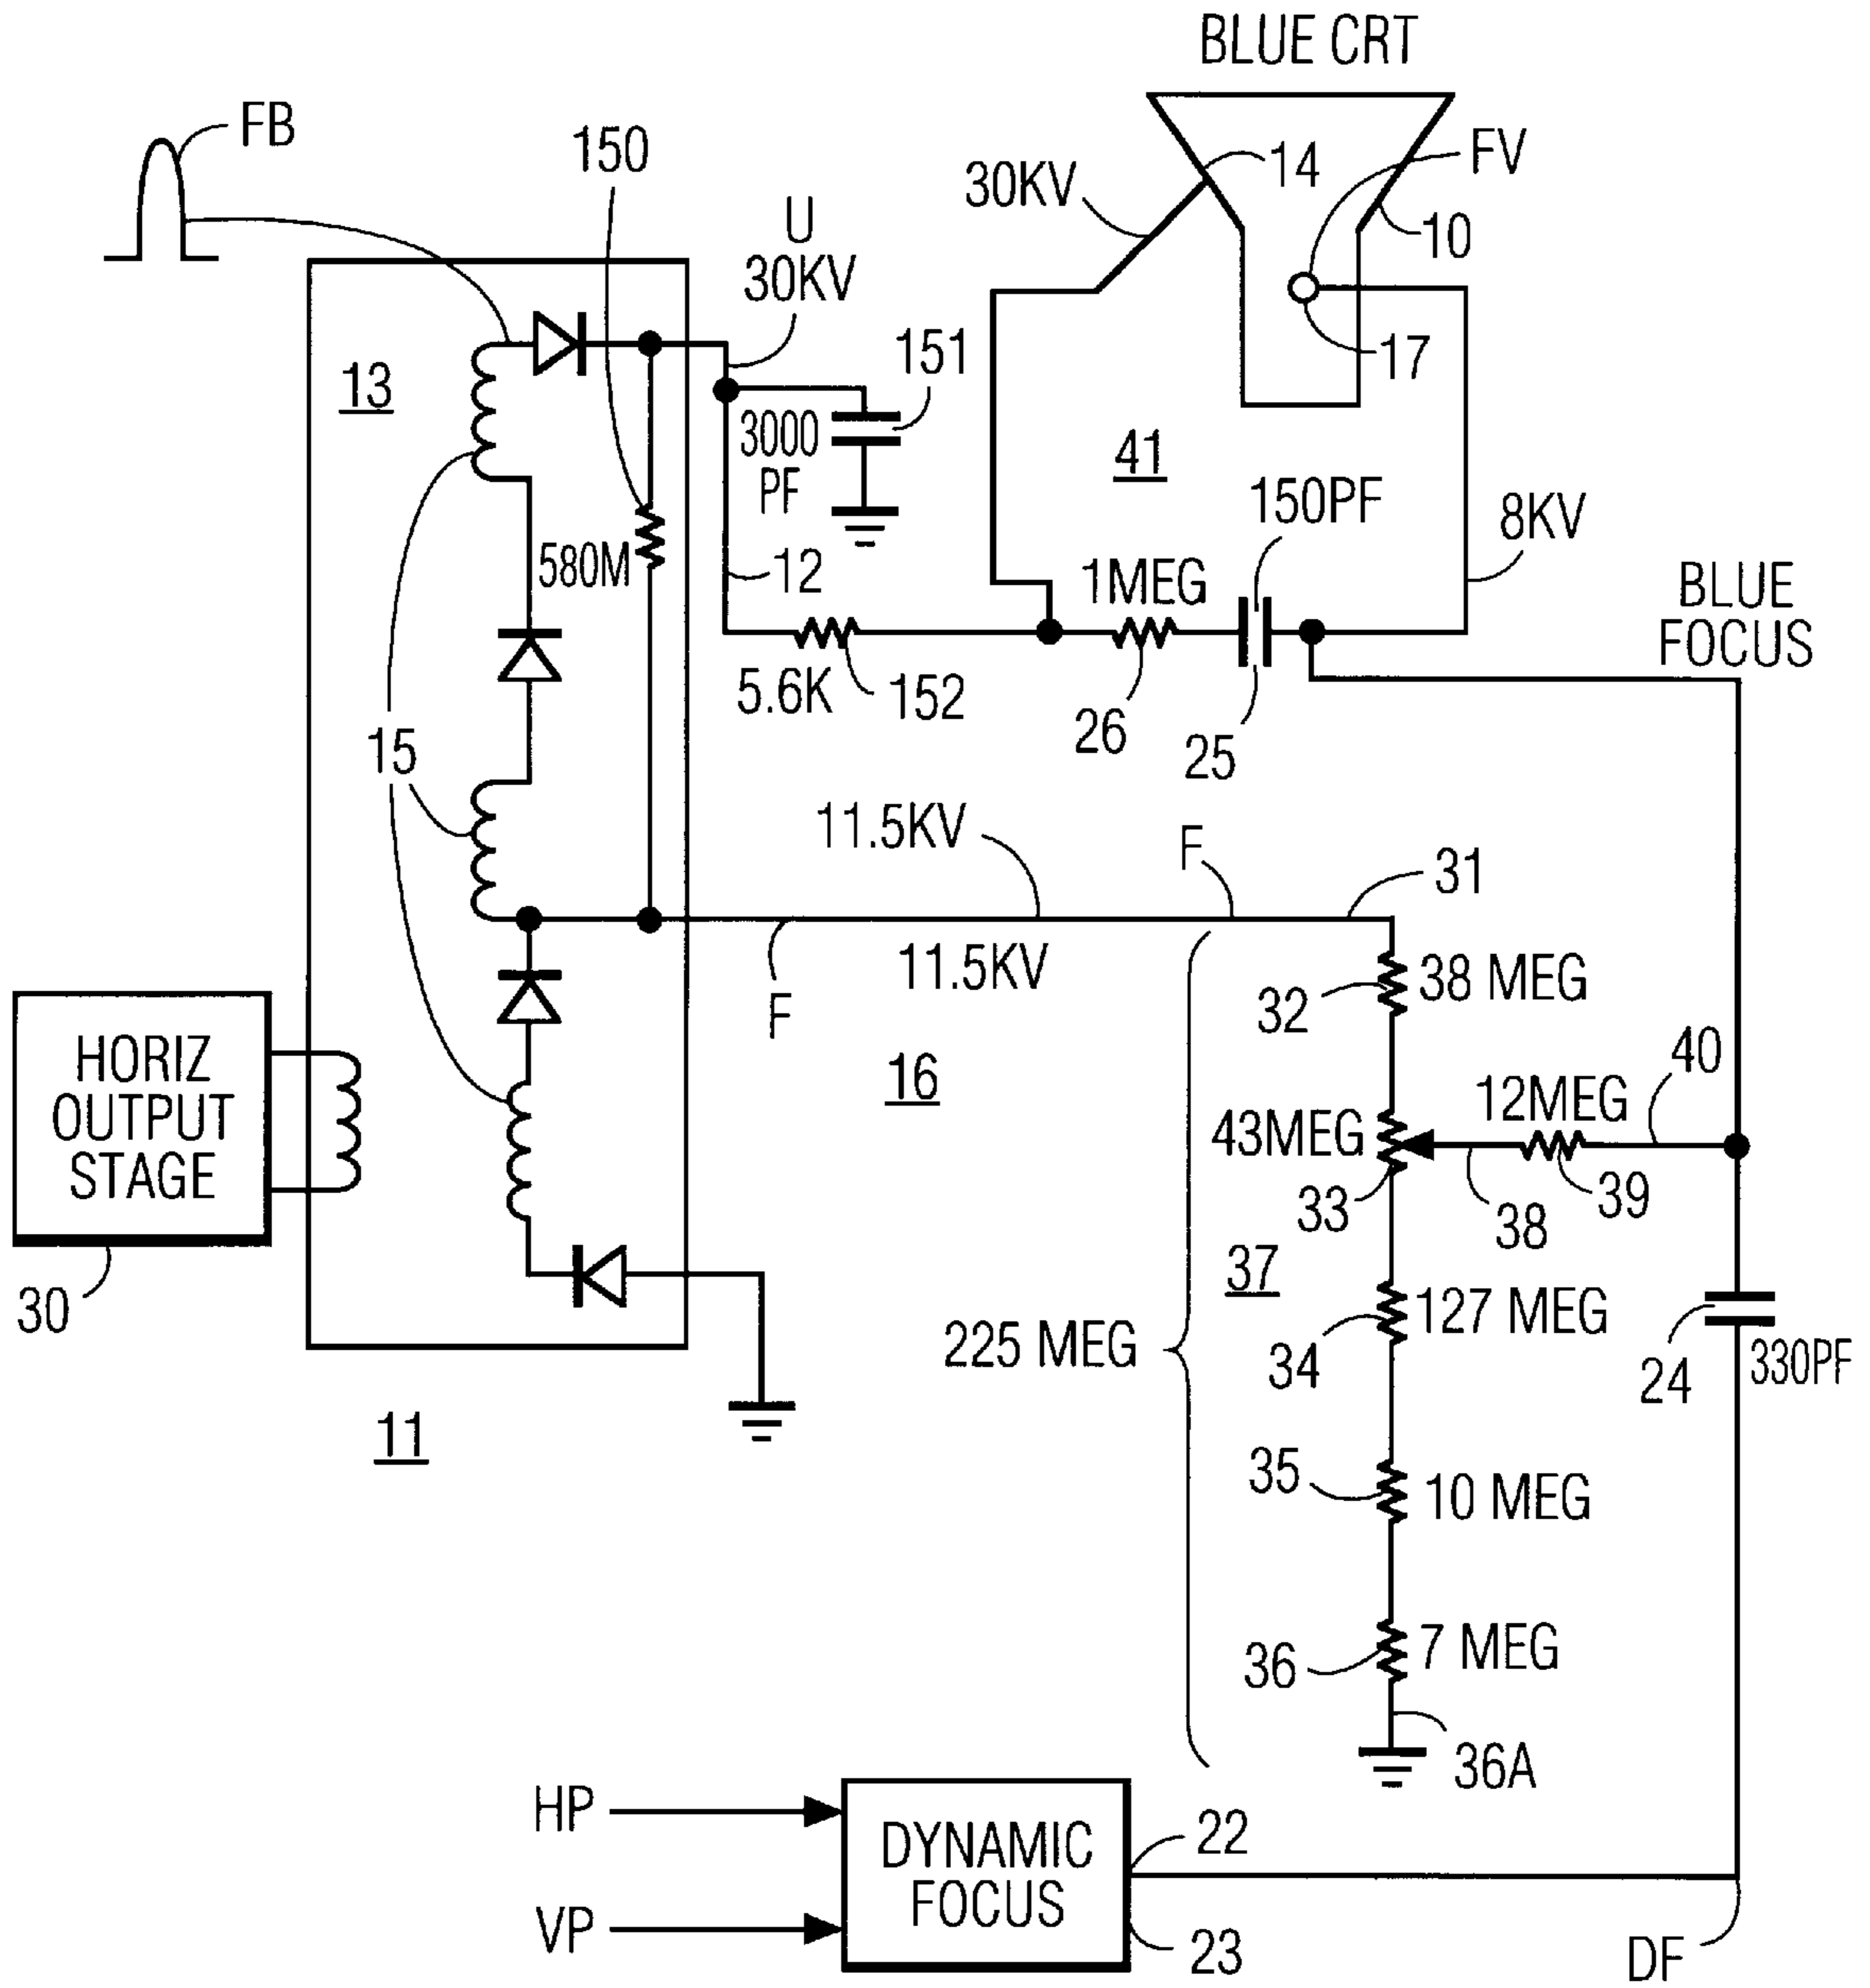 BLUE CRT
FB
150
14
FV
30KV
10
U
30KV
17
151
13
3000
PF
41
150PF
8KV
580M
12
1MEG
BLUE
FOCUS
5.6K
152
26
25
15
11.5KV
F
31
11.5KV
F
32
38 MEG
HORIZ
OUTPUT
STAGE
16
40
12MEG
43MEG
33
38
39
37
30
225 MEG
34
127 MEG
24
330PF
11
35
10 MEG
36
7 MEG
36A
HP
VP
DYNAMIC
FOCUS
22
23
DF